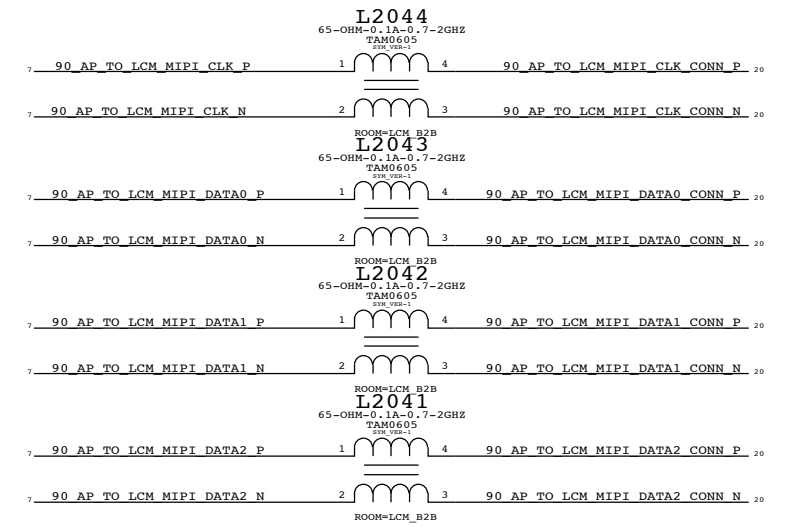 L2044
65-OHM-0.1A-0.7-2GHZ
TAM0605
SYM_VER-1
7 90_AP_TO_LCM_MIPI_CLK_P 1 4 90_AP_TO_LCM_MIPI_CLK_CONN_P 20
7 90_AP_TO_LCM_MIPI_CLK_N 2 3 90_AP_TO_LCM_MIPI_CLK_CONN_N 20
ROOM=LCM_B2B
L2043
65-OHM-0.1A-0.7-2GHZ
TAM0605
SYM_VER-1
7 90_AP_TO_LCM_MIPI_DATA0_P 1 4 90_AP_TO_LCM_MIPI_DATA0_CONN_P 20
7 90_AP_TO_LCM_MIPI_DATA0_N 2 3 90_AP_TO_LCM_MIPI_DATA0_CONN_N 20
ROOM=LCM_B2B
L2042
65-OHM-0.1A-0.7-2GHZ
TAM0605
SYM_VER-1
7 90_AP_TO_LCM_MIPI_DATA1_P 1 4 90_AP_TO_LCM_MIPI_DATA1_CONN_P 20
7 90_AP_TO_LCM_MIPI_DATA1_N 2 3 90_AP_TO_LCM_MIPI_DATA1_CONN_N 20
ROOM=LCM_B2B
L2041
65-OHM-0.1A-0.7-2GHZ
TAM0605
SYM_VER-1
7 90_AP_TO_LCM_MIPI_DATA2_P 1 4 90_AP_TO_LCM_MIPI_DATA2_CONN_P 20
7 90_AP_TO_LCM_MIPI_DATA2_N 2 3 90_AP_TO_LCM_MIPI_DATA2_CONN_N 20
ROOM=LCM_B2B